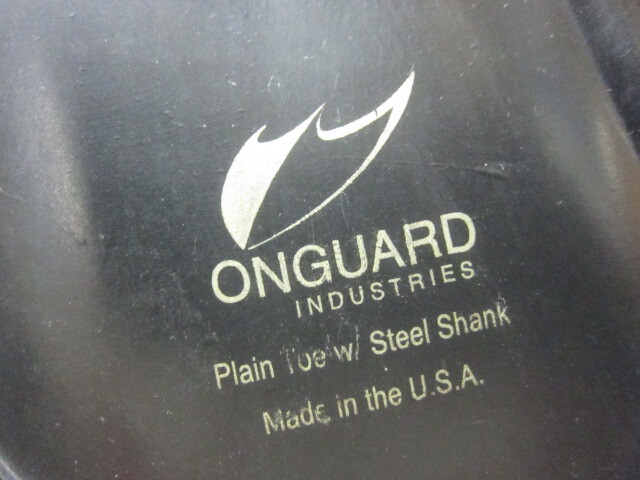 ONGUARD
INDUSTRIES
Plain Toe w/ Steel Shank
Made in the U.S.A.